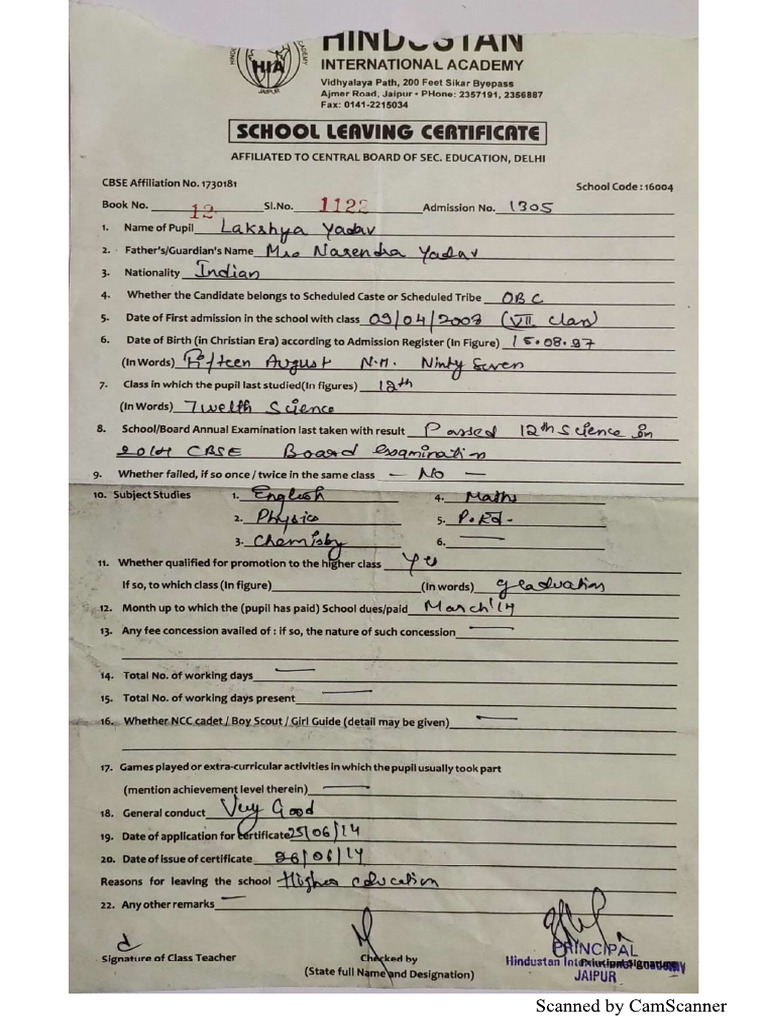 HINDUSTAN
HIA
JAIPUR
INTERNATIONAL ACADEMY
Vidhyalaya Path, 200 Feet Sikar Byepass
Ajmer Road, Jaipur • PHone: 2357191, 2356887
Fax: 0141-2215034
SCHOOL LEAVING CERTIFICATE
AFFILIATED TO CENTRAL BOARD OF SEC. EDUCATION, DELHI
CBSE Affiliation No. 1730181 School Code : 16004
Book No. 12 Sl.No. 1122 Admission No. 1305
1. Name of Pupil Lakshya Yadav
2. Father's/Guardian's Name Mr. Narendra Yadav
3. Nationality Indian
4. Whether the Candidate belongs to Scheduled Caste or Scheduled Tribe OBC
5. Date of First admission in the school with class 09/04/2008 (VII Class)
6. Date of Birth (in Christian Era) according to Admission Register (In Figure) 15.08.97
(In Words) Fifteen August N.H. Ninty Seven
7. Class in which the pupil last studied(In figures) 12th
(In Words) Twelth Science
8. School/Board Annual Examination last taken with result Passed 12th Science in
2014 CBSE Board examination
9. Whether failed, if so once / twice in the same class – No –
10. Subject Studies 1. English 4. Maths
2. Physics 5. P.Ed-
3. Chemistry 6. —
11. Whether qualified for promotion to the higher class Yes
If so, to which class (In figure) (In words) graduation
12. Month up to which the (pupil has paid) School dues/paid March'14
13. Any fee concession availed of : if so, the nature of such concession —
14. Total No. of working days —
15. Total No. of working days present —
16. Whether NCC cadet / Boy Scout / Girl Guide (detail may be given) —
17. Games played or extra-curricular activities in which the pupil usually took part
(mention achievement level therein) —
18. General conduct Very Good
19. Date of application for certificate 25/06/14
20. Date of issue of certificate 26/06/14
Reasons for leaving the school Higher education
22. Any other remarks —
Signature of Class Teacher Checked by Principal Signature
(State full Name and Designation)
PRINCIPAL
Hindustan International Academy
JAIPUR
Scanned by CamScanner